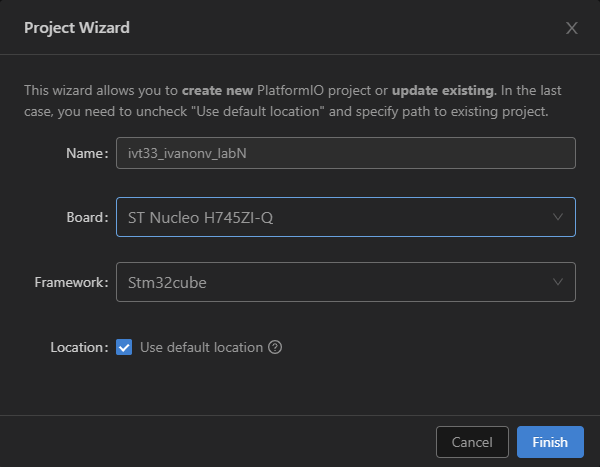 Project Wizard
This wizard allows you to create new PlatformIO project or update existing. In the last
case, you need to uncheck "Use default location" and specify path to existing project.
Name: ivt33_ivanonv_labN
Board: ST Nucleo H745ZI-Q
Framework: Stm32cube
Location: Use default location
Cancel Finish